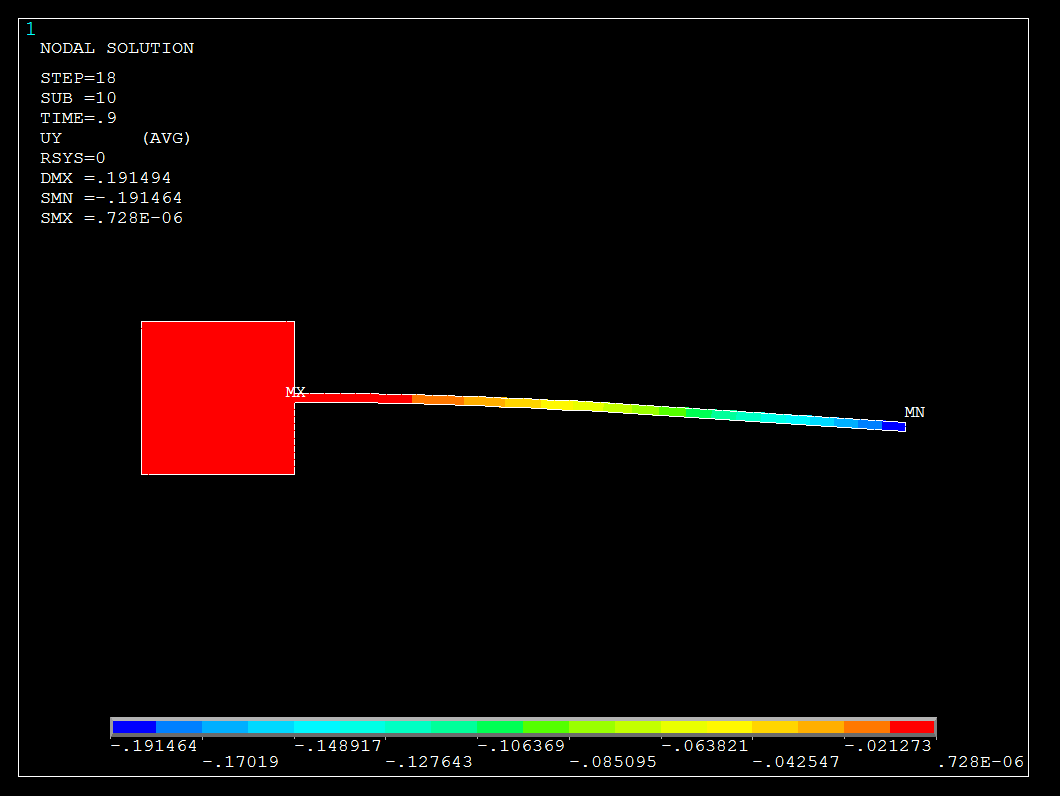 1
NODAL SOLUTION
STEP=18
SUB =10
TIME=.9
UY (AVG)
RSYS=0
DMX =.191494
SMN =-.191464
SMX =.728E-06
MX
MN
-.191464 -.148917 -.106369 -.063821 -.021273
-.17019 -.127643 -.085095 -.042547 .728E-06